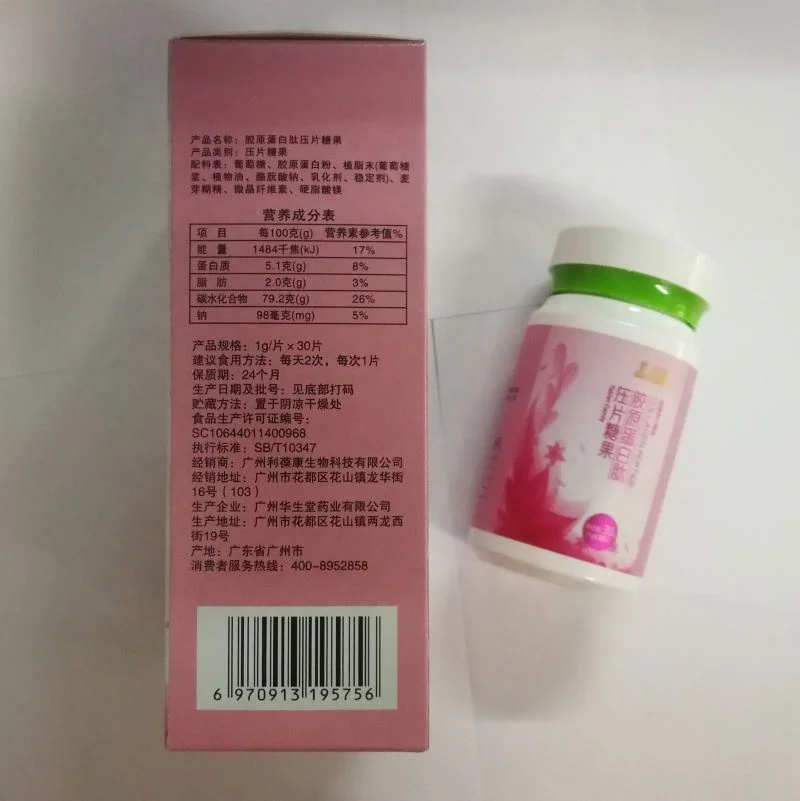 产品名称：胶原蛋白肽压片糖果
产品类别：压片糖果
配料表：葡萄糖、胶原蛋白粉、植脂末(葡萄糖
浆、植物油、酪朊酸钠、乳化剂、稳定剂)、麦
芽糊精、微晶纤维素、硬脂酸镁
营养成分表
项 目 每100克(g) 营养素参考值%
能 量 1484千焦(kJ) 17%
蛋白质 5.1克(g) 8%
脂 肪 2.0克(g) 3%
碳水化合物 79.2克(g) 26%
钠 98毫克(mg) 5%
产品规格：1g/片×30片
建议食用方法：每天2次，每次1片
保质期：24个月
生产日期及批号：见底部打码
贮藏方法：置于阴凉干燥处
食品生产许可证编号：
SC10644011400968
执行标准：SB/T10347
经销商：广州利葆康生物科技有限公司
经销地址：广州市花都区花山镇龙华街
16号（103）
生产企业：广州华生堂药业有限公司
生产地址：广州市花都区花山镇两龙西
街19号
产地：广东省广州市
消费者服务热线：400-8952858
6 970913 195756
胶原蛋白肽
压片糖果